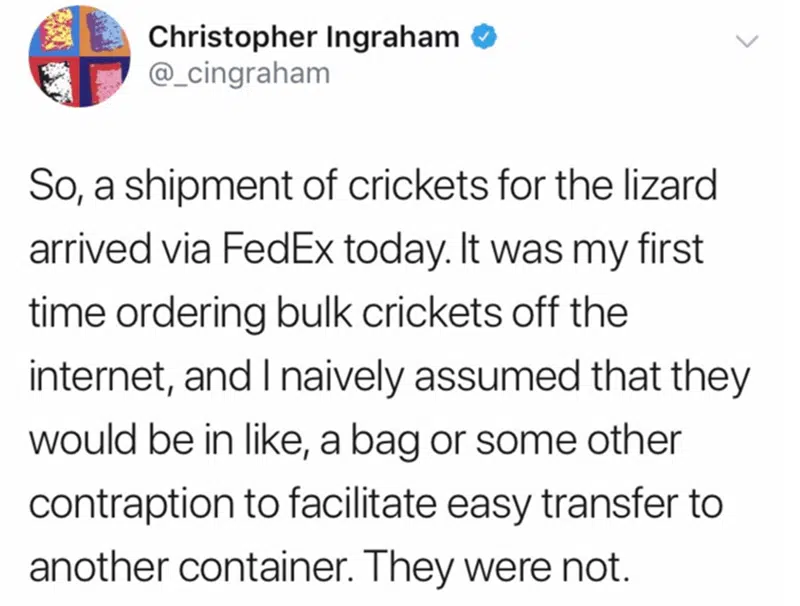 Christopher Ingraham
@_cingraham
So, a shipment of crickets for the lizard
arrived via FedEx today. It was my first
time ordering bulk crickets off the
internet, and I naively assumed that they
would be in like, a bag or some other
contraption to facilitate easy transfer to
another container. They were not.